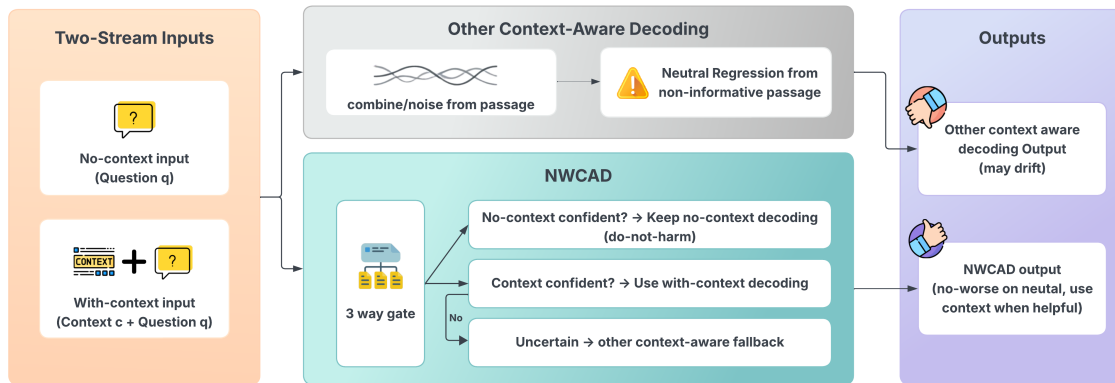 Two-Stream Inputs
?
No-context input
(Question q)
CONTEXT
?
With-context input
(Context c + Question q)
Other Context-Aware Decoding
combine/noise from passage
Neutral Regression from
non-informative passage
NWCAD
3 way gate
No-context confident? → Keep no-context decoding
(do-not-harm)
Context confident? → Use with-context decoding
No
Uncertain → other context-aware fallback
Outputs
Otther context aware
decoding Output
(may drift)
NWCAD output
(no-worse on neutal, use
context when helpful)